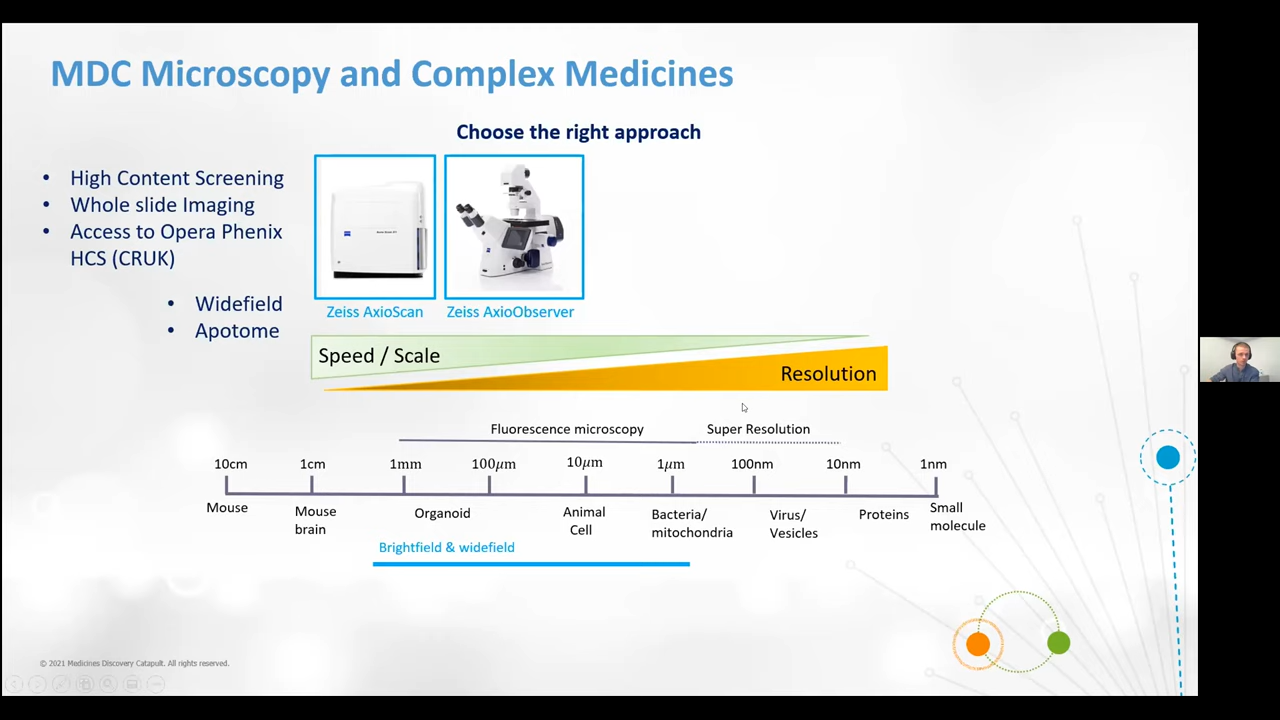 MDC Microscopy and Complex Medicines
Choose the right approach
• High Content Screening
• Whole slide Imaging
• Access to Opera Phenix
HCS (CRUK)
• Widefield
• Apotome
Zeiss AxioScan
Zeiss AxioObserver
Speed / Scale
Resolution
Fluorescence microscopy
Super Resolution
10cm 1cm 1mm 100μm 10μm 1μm 100nm 10nm 1nm
Mouse
Mouse
brain
Organoid
Animal
Cell
Bacteria/
mitochondria
Virus/
Vesicles
Proteins
Small
molecule
Brightfield & widefield
© 2021 Medicines Discovery Catapult. All rights reserved.